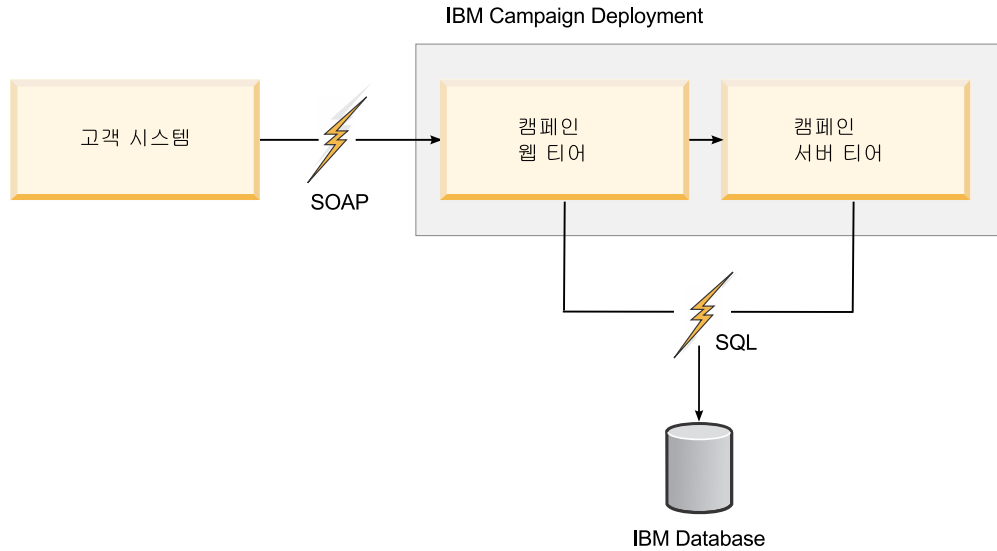 IBM Campaign Deployment
고객 시스템
SOAP
캠페인
웹 티어
캠페인
서버 티어
SQL
IBM Database